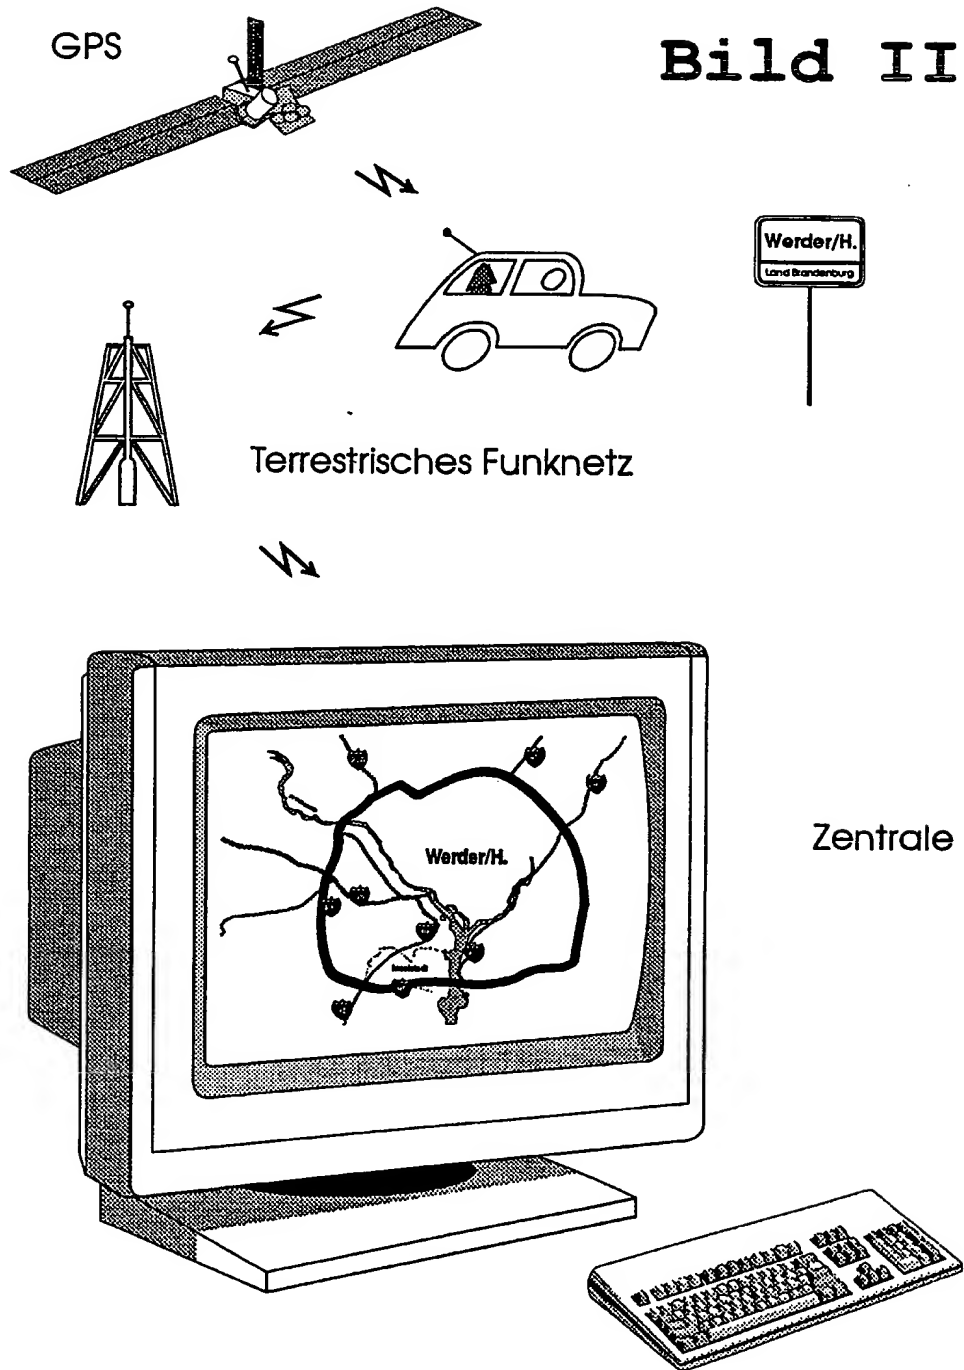 GPS
Bild II
Werder/H.
Land Brandenburg
Terrestrisches Funknetz
Zentrale
Werder/H.